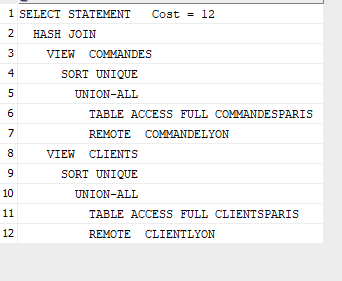 1 SELECT STATEMENT   Cost = 12
2   HASH JOIN
3     VIEW  COMMANDES
4       SORT UNIQUE
5         UNION-ALL
6           TABLE ACCESS FULL COMMANDESPARIS
7           REMOTE  COMMANDELYON
8     VIEW  CLIENTS
9       SORT UNIQUE
10         UNION-ALL
11           TABLE ACCESS FULL CLIENTSPARIS
12           REMOTE  CLIENTLYON